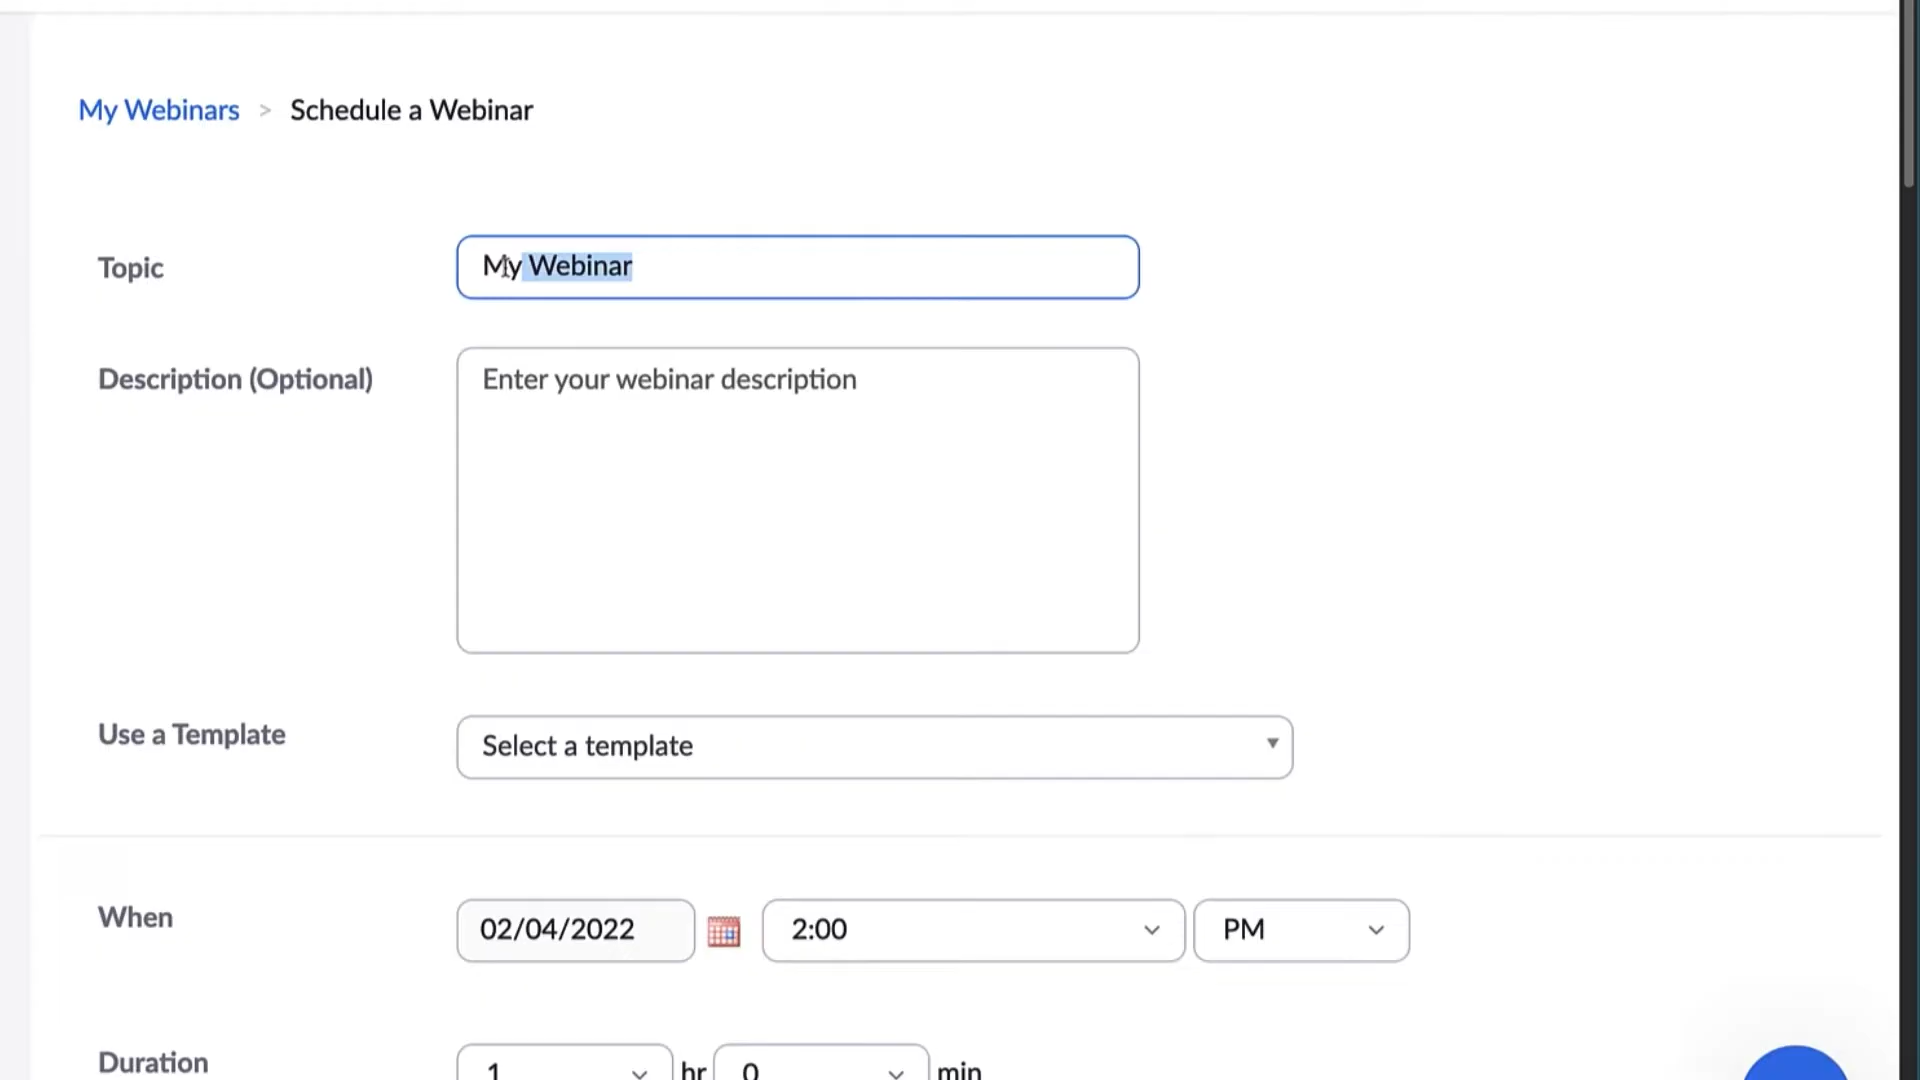 My Webinars > Schedule a Webinar
Topic
My Webinar
Description (Optional)
Enter your webinar description
Use a Template
Select a template
When
02/04/2022 2:00 PM
Duration
1 hr 0 min